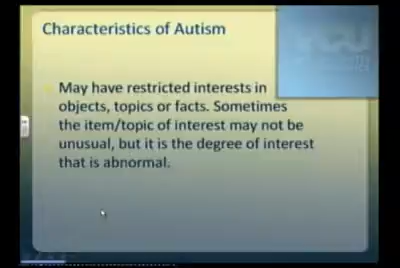 Characteristics of Autism
May have restricted interests in
objects, topics or facts. Sometimes
the item/topic of interest may not be
unusual, but it is the degree of interest
that is abnormal.